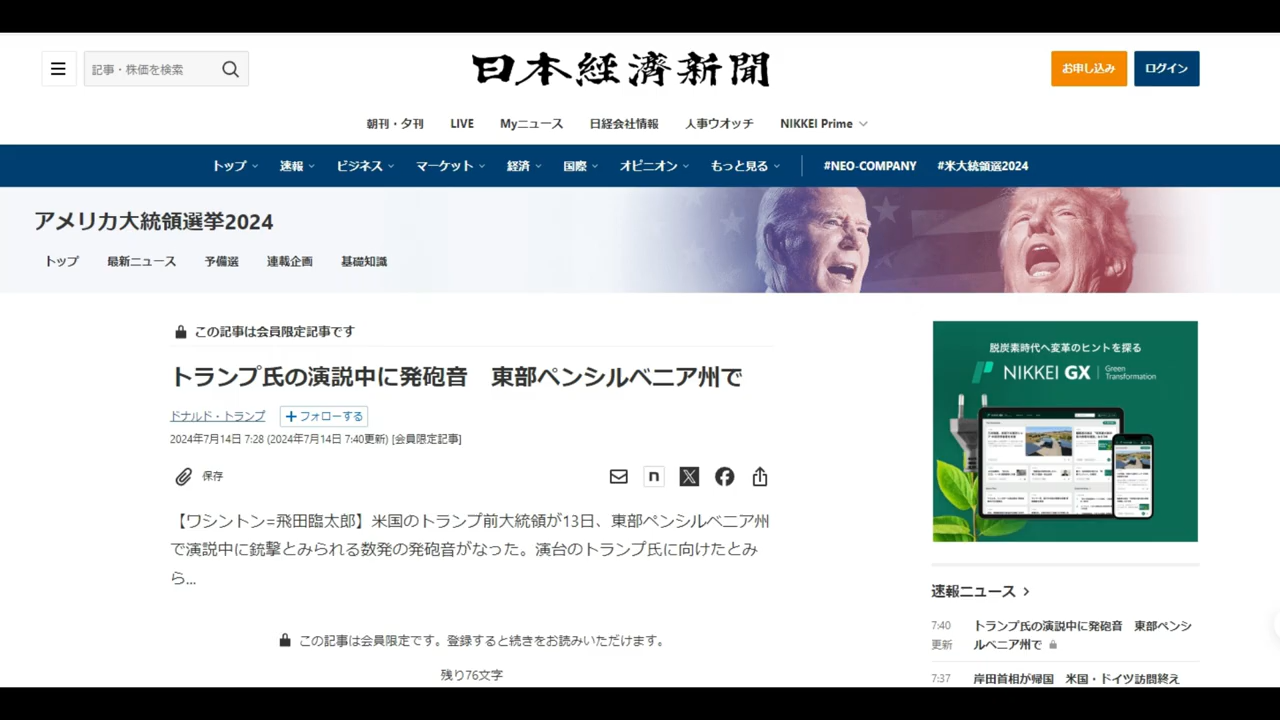 記事・株価を検索
日本経済新聞
お申し込み
ログイン
朝刊・夕刊 LIVE Myニュース 日経会社情報 人事ウオッチ NIKKEI Prime
トップ 速報 ビジネス マーケット 経済 国際 オピニオン もっと見る #NEO-COMPANY #米大統領選2024
アメリカ大統領選挙2024
トップ 最新ニュース 予備選 連載企画 基礎知識
この記事は会員限定記事です
トランプ氏の演説中に発砲音 東部ペンシルベニア州で
ドナルド・トランプ +フォローする
2024年7月14日 7:28 (2024年7月14日 7:40更新) [会員限定記事]
保存
n
【ワシントン=飛田臨太郎】米国のトランプ前大統領が13日、東部ペンシルベニア州
で演説中に銃撃とみられる数発の発砲音がなった。演台のトランプ氏に向けたとみ
ら...
この記事は会員限定です。登録すると続きをお読みいただけます。
残り76文字
脱炭素時代へ変革のヒントを探る
NIKKEI GX Green
Transformation
速報ニュース
7:40
更新
トランプ氏の演説中に発砲音 東部ペンシ
ルベニア州で
7:37 岸田首相が帰国 米国・ドイツ訪問終え